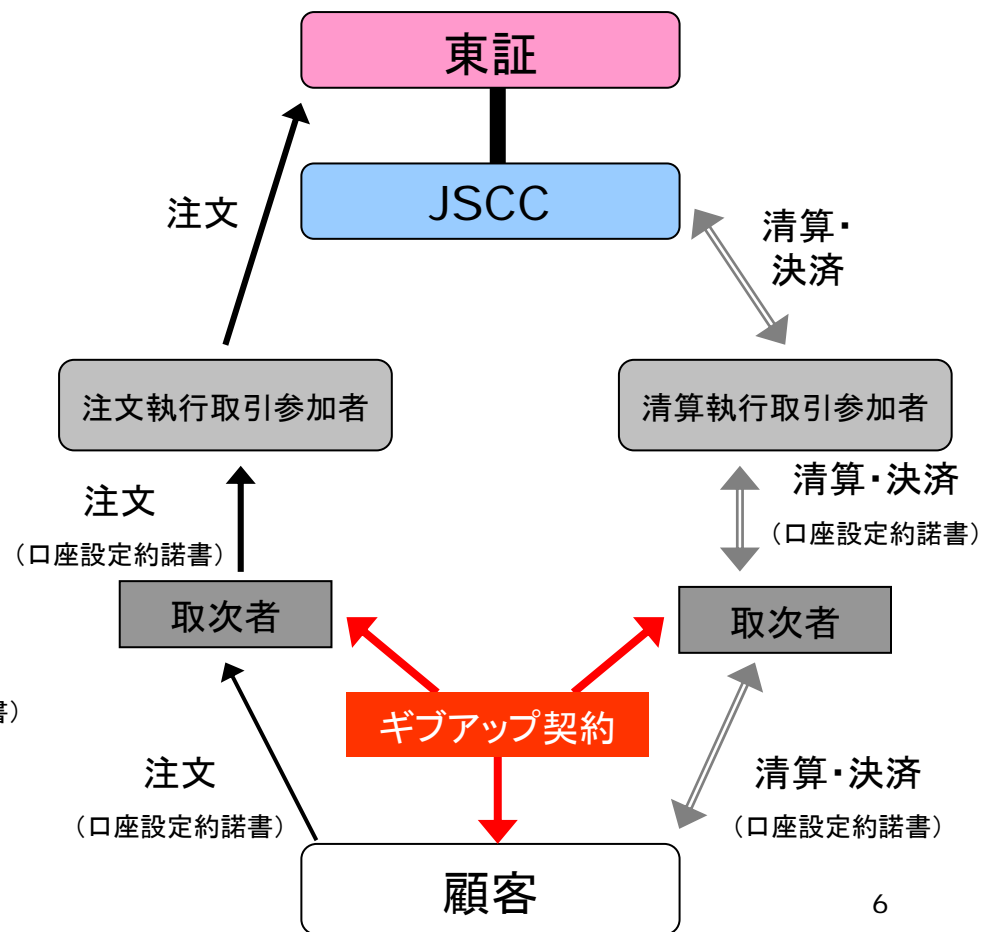 東証
JSCC
注文
清算・
決済
注文執行取引参加者
清算執行取引参加者
注文
（口座設定約諾書）
清算・決済
（口座設定約諾書）
取次者
取次者
書）
ギブアップ契約
注文
（口座設定約諾書）
清算・決済
（口座設定約諾書）
顧客
6